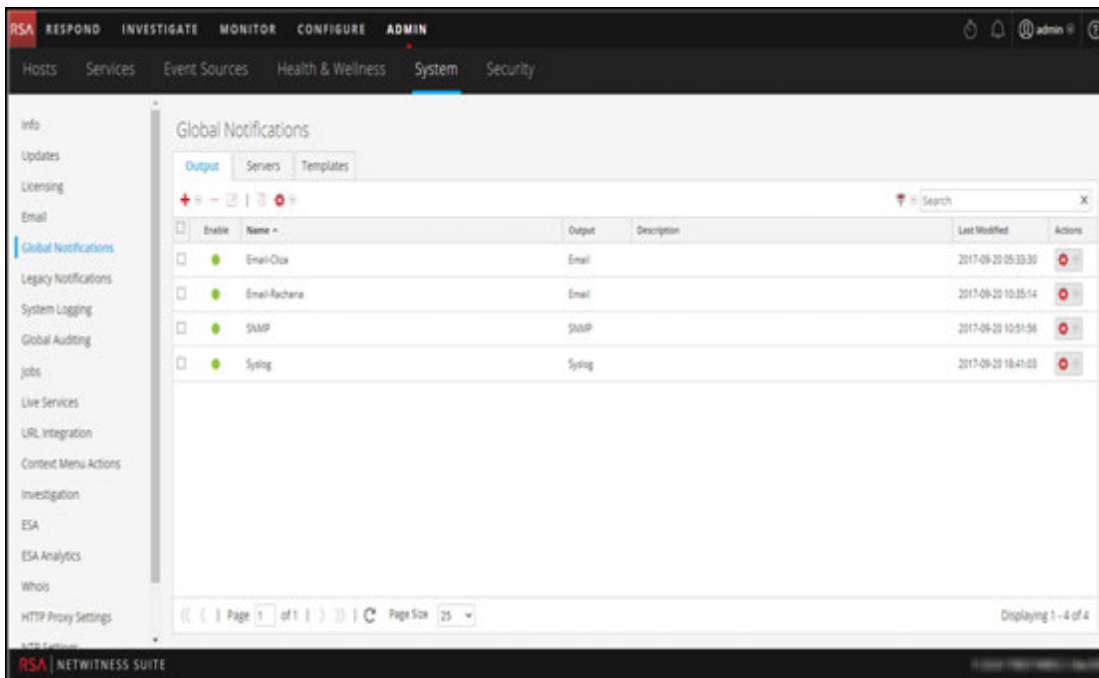 RSA RESPOND INVESTIGATE MONITOR CONFIGURE ADMIN admin
Hosts Services Event Sources Health & Wellness System Security
Info
Updates
Licensing
Email
Global Notifications
Legacy Notifications
System Logging
Global Auditing
Jobs
Live Services
URL Integration
Context Menu Actions
Investigation
ESA
ESA Analytics
Whois
HTTP Proxy Settings
NTP Settings
Global Notifications
Output Servers Templates
Search X
Enable Name Output Description Last Modified Actions
Email Email 2017-09-20 05:33:30
Email-Rachana Email 2017-09-20 10:35:14
SNMP SNMP 2017-09-20 10:51:56
Syslog Syslog 2017-09-20 18:41:03
Page 1 of 1 Page Size 25 Displaying 1 - 4 of 4
RSA NETWITNESS SUITE